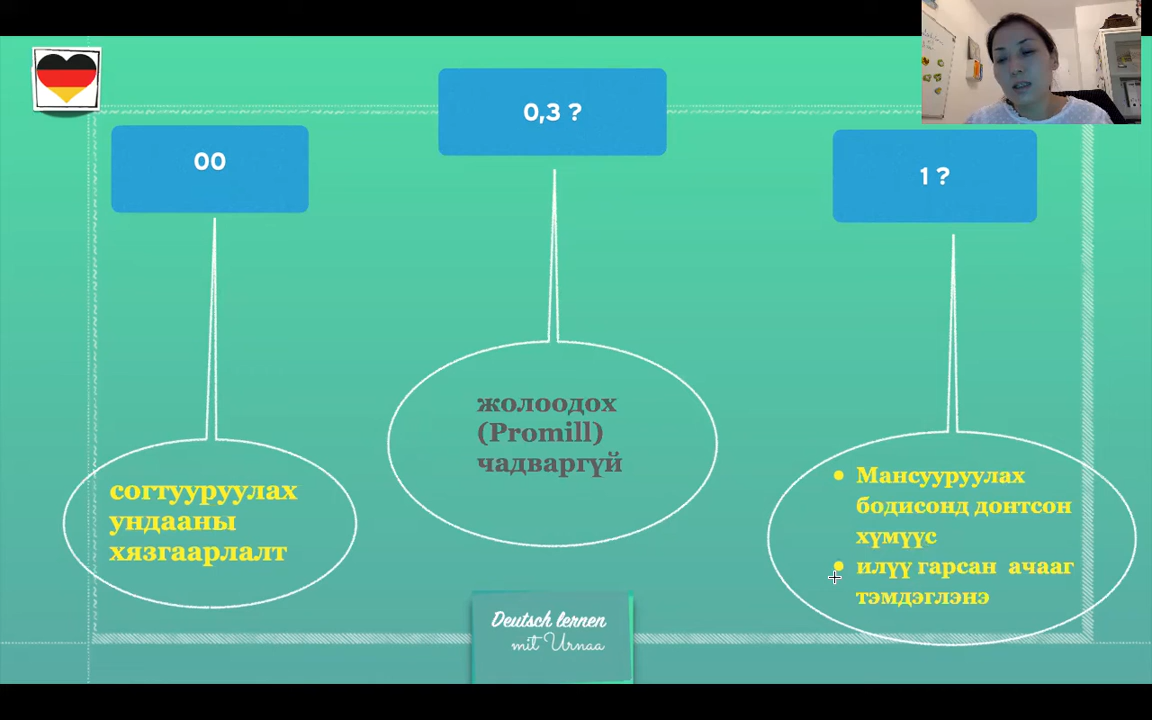 0,3 ?
00
1 ?
жолоодох
(Promill)
чадваргүй
согтууруулах
ундааны
хязгаарлалт
• Мансууруулах
бодисонд донтсон
хүмүүс
• илүү гарсан ачааг
тэмдэглэнэ
Deutsch lernen
mit Urnaa